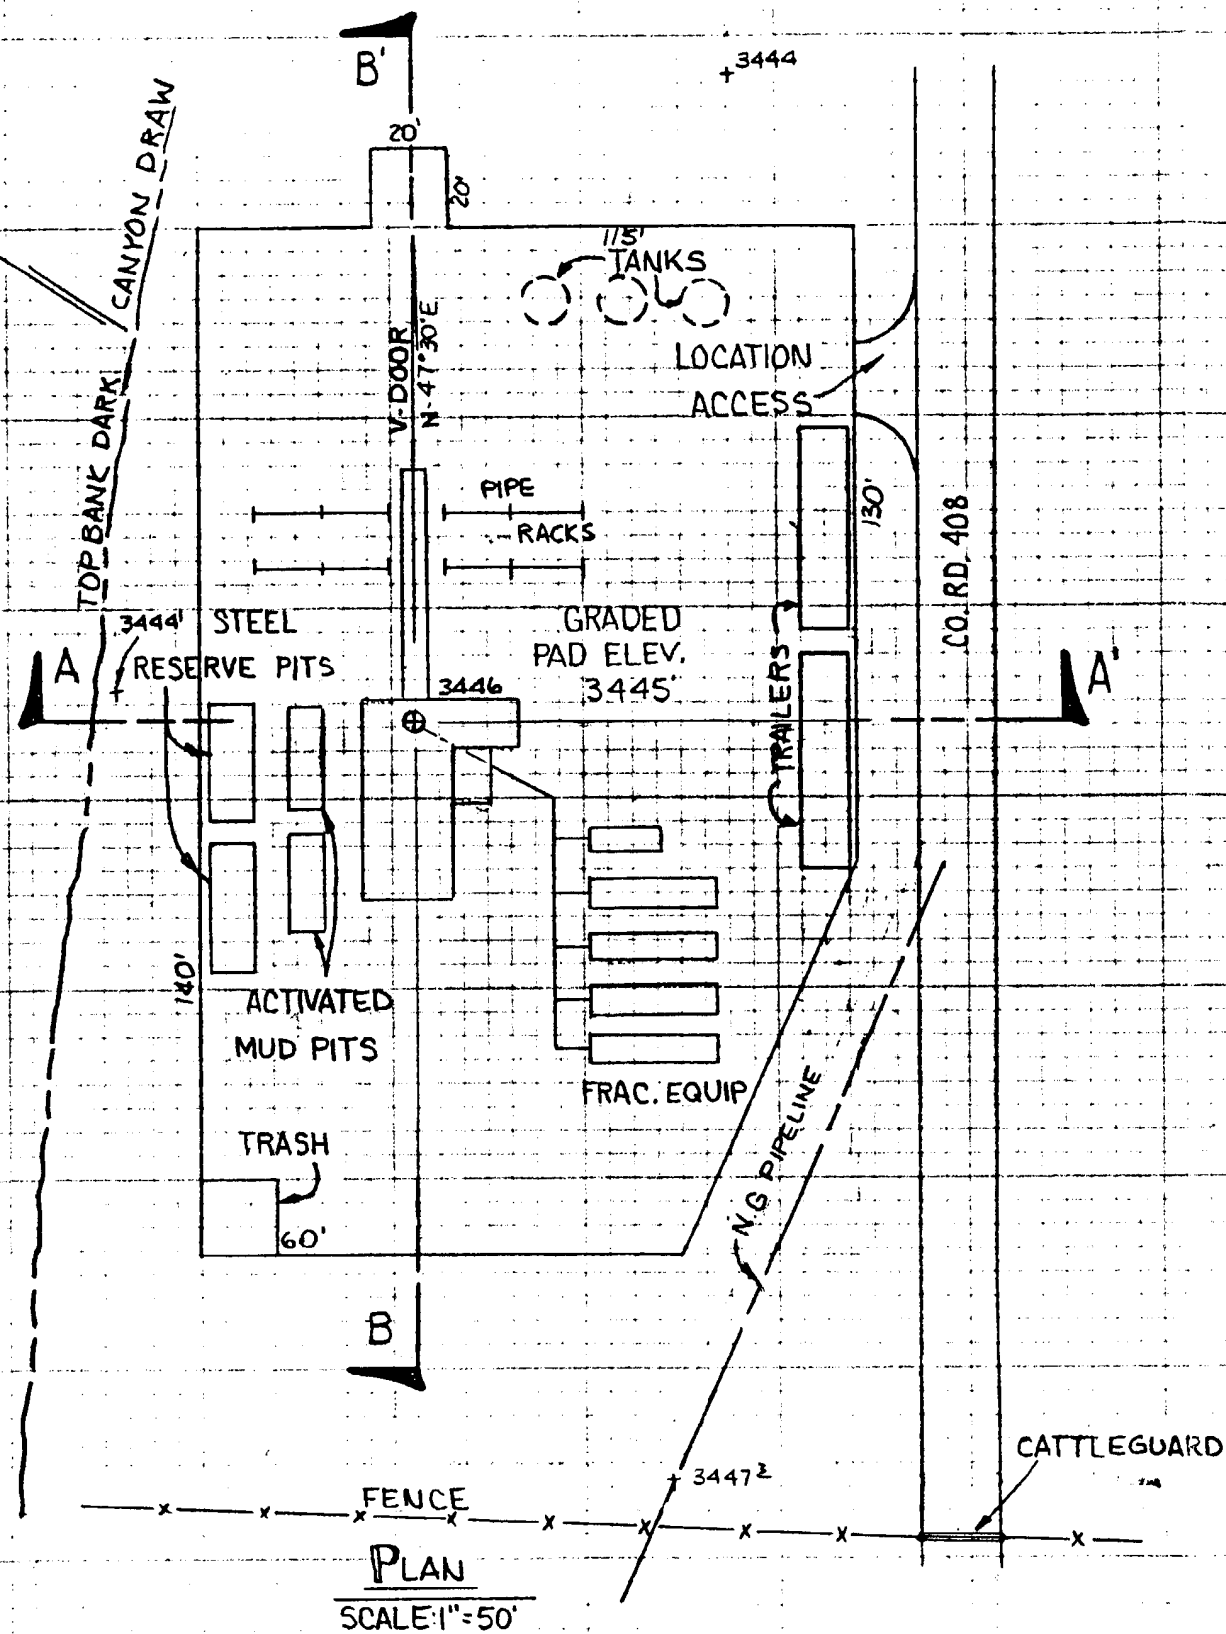 B'
+3444
20'
20'
115'
TANKS
CANYON DRAW
TOP BANK DARK
V-DOOR
N-47°30'E
LOCATION
ACCESS
PIPE
RACKS
130'
CO. RD. 408
3444'
STEEL
RESERVE PITS
GRADED
PAD ELEV.
3445'
3446
TRAILERS
A
A'
140'
ACTIVATED
MUD PITS
FRAC. EQUIP
TRASH
60'
N.G PIPELINE
B
CATTLEGUARD
+ 3447²
FENCE
PLAN
SCALE:1"=50'